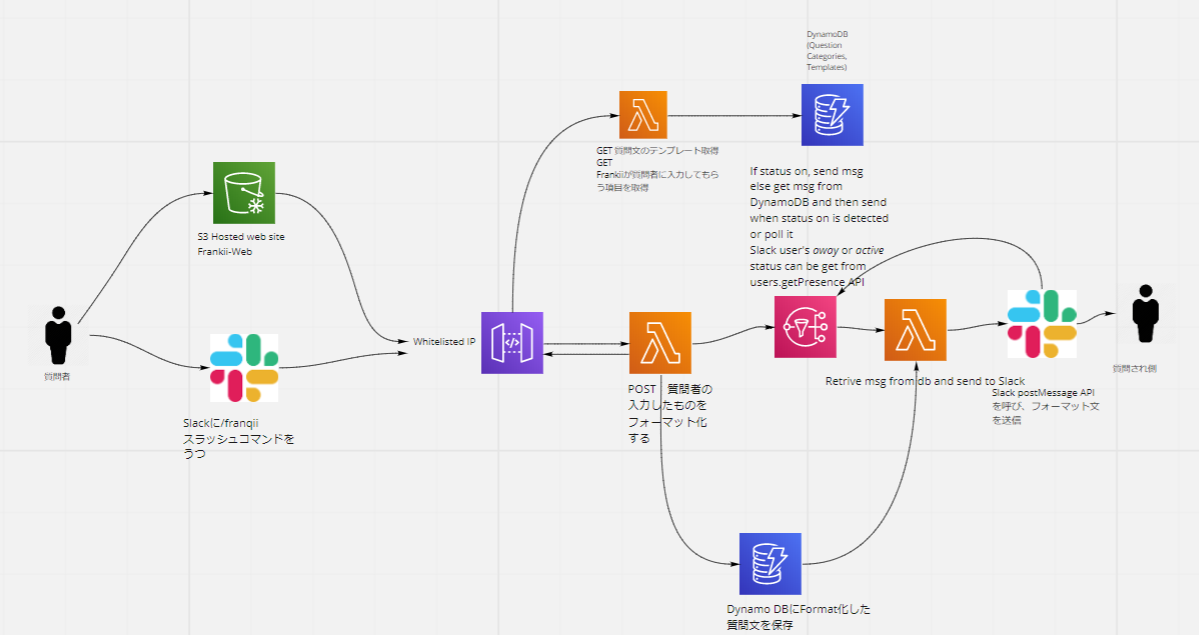 DynamoDB
(Question
Categories,
Templates)
GET 質問文のテンプレート取得
GET
Frankiiが質問者に入力してもら
う項目を取得
If status on, send msg
else get msg from
DynamoDB and then send
when status on is detected
or poll it
Slack user's away or active
status can be get from
users.getPresence API
S3 Hosted web site
Frankii-Web
質問者
Slackに/franqii
スラッシュコマンドを
うつ
Whitelisted IP
POST 質問者の
入力したものを
フォーマット化
する
Retrive msg from db and send to Slack
Slack postMessage API
を呼び、フォーマット文
を送信
質問され側
Dynamo DBにFormat化した
質問文を保存